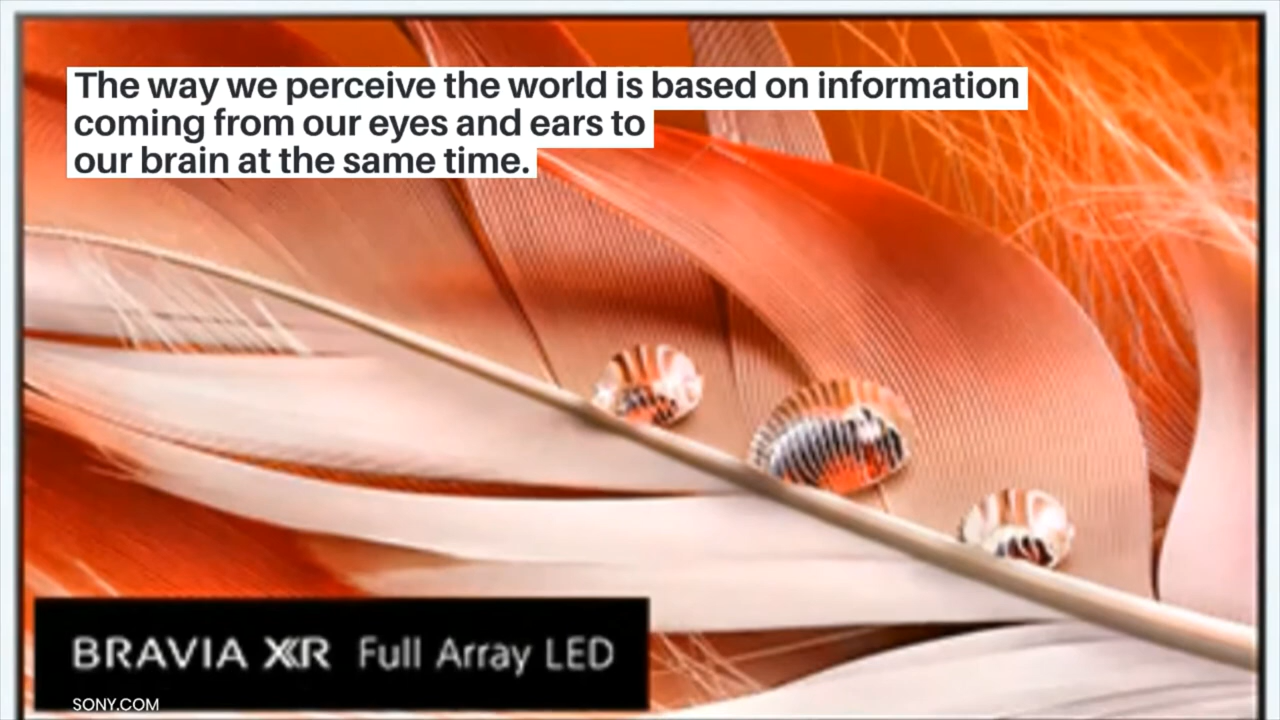 The way we perceive the world is based on information
coming from our eyes and ears to
our brain at the same time.
BRAVIA XR Full Array LED
SONY.COM